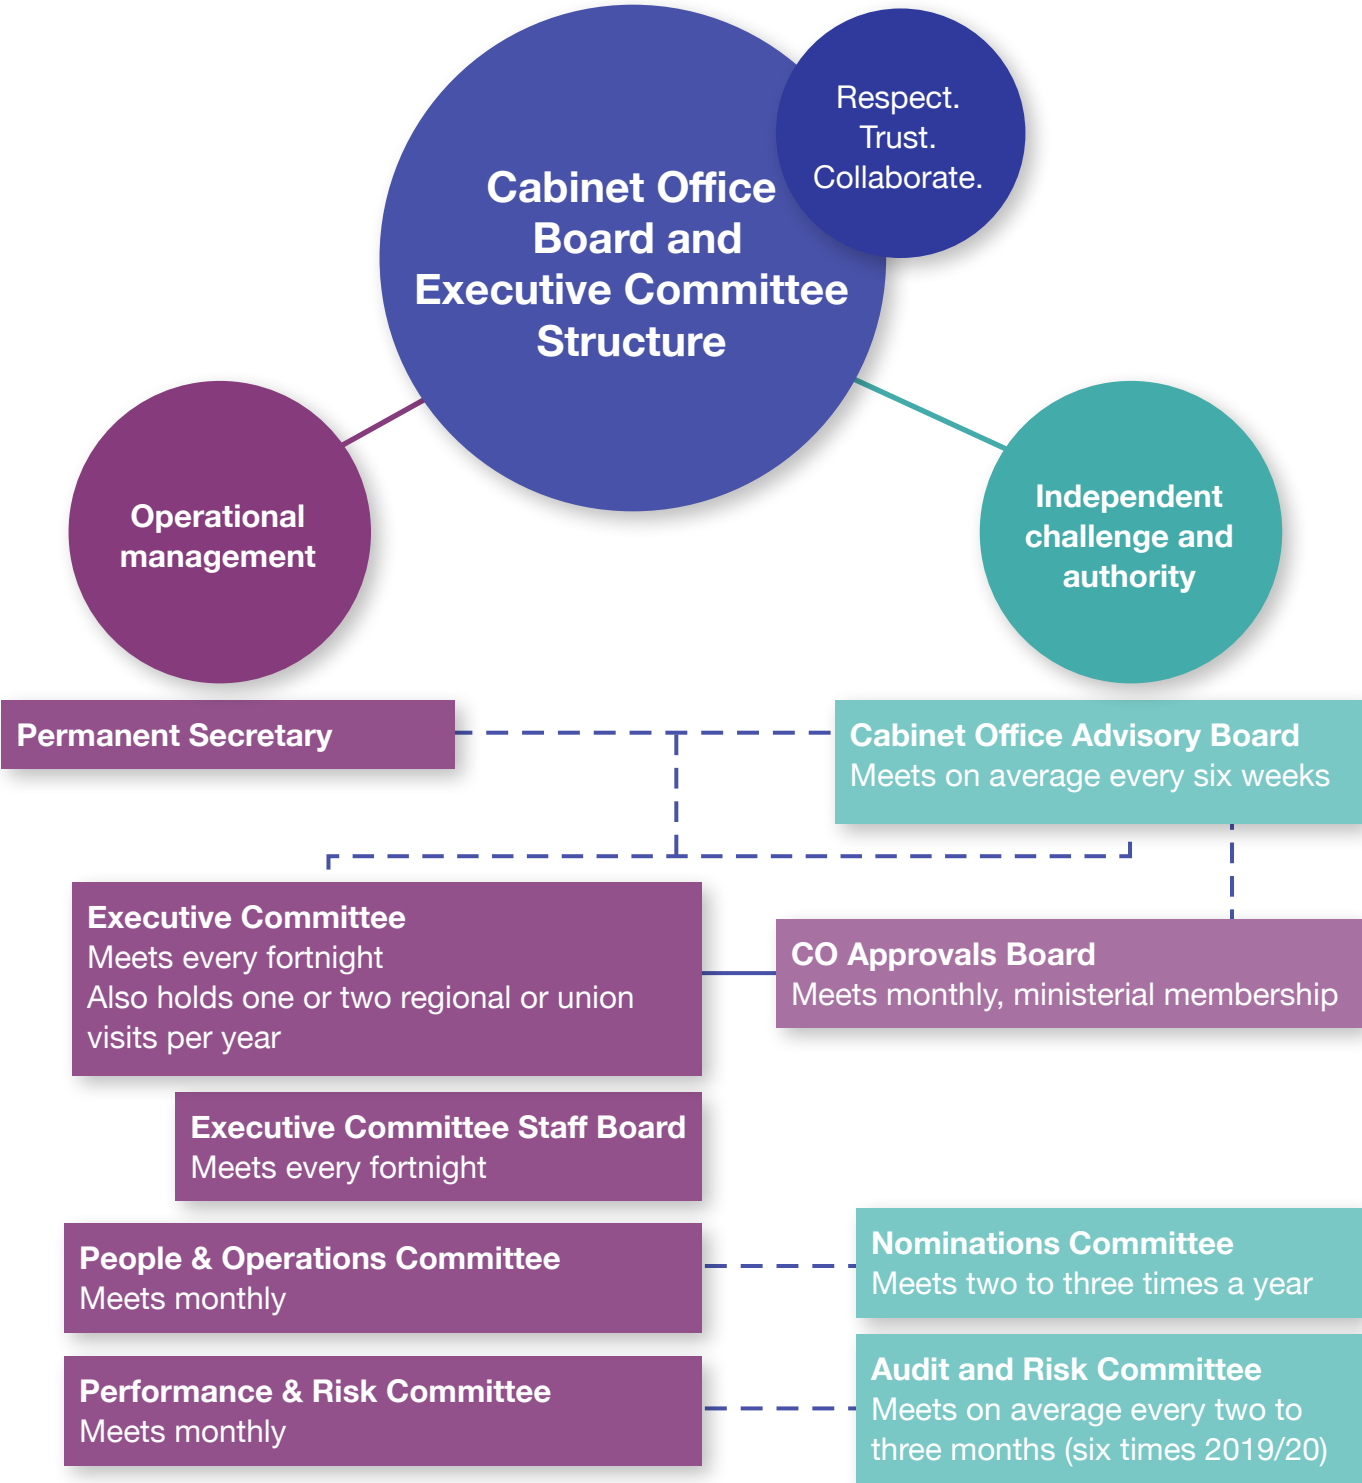 Respect.
Trust.
Collaborate.
Cabinet Office
Board and
Executive Committee
Structure
Operational
management
Independent
challenge and
authority
Permanent Secretary
Cabinet Office Advisory Board
Meets on average every six weeks
Executive Committee
Meets every fortnight
Also holds one or two regional or union
visits per year
CO Approvals Board
Meets monthly, ministerial membership
Executive Committee Staff Board
Meets every fortnight
People & Operations Committee
Meets monthly
Nominations Committee
Meets two to three times a year
Performance & Risk Committee
Meets monthly
Audit and Risk Committee
Meets on average every two to
three months (six times 2019/20)